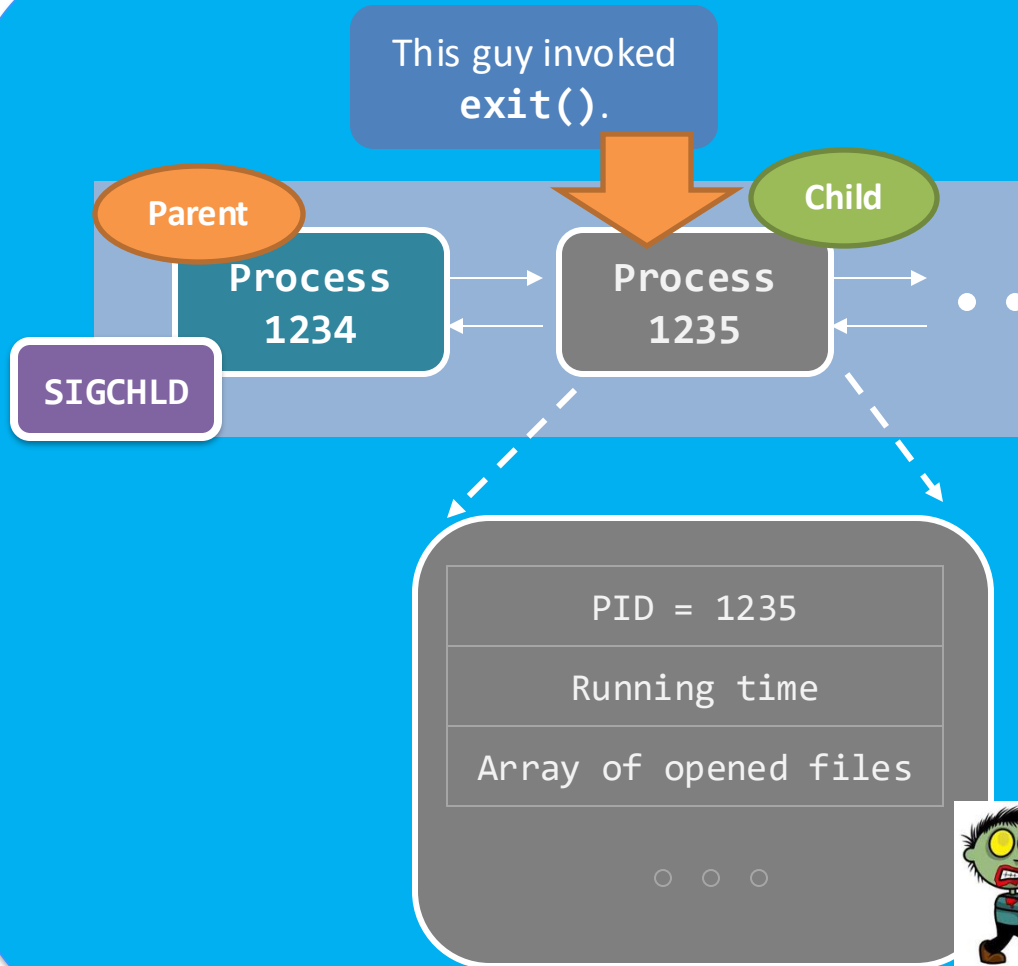 This guy invoked
exit().
Parent
Child
Process
1234
Process
1235
SIGCHLD
PID = 1235
Running time
Array of opened files